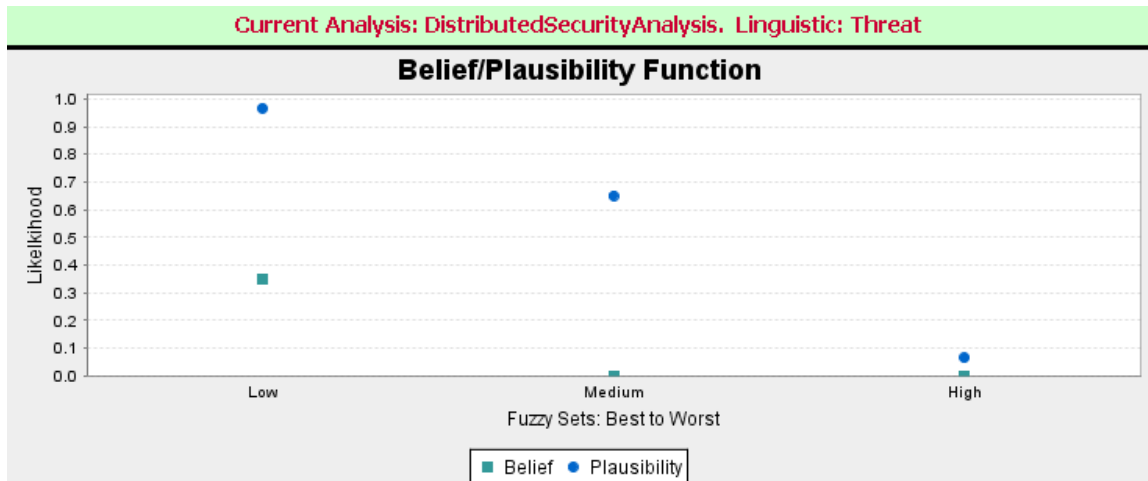 Current Analysis: DistributedSecurityAnalysis. Linguistic: Threat
Belief/Plausibility Function
1.0
0.9
0.8
0.7
0.6
0.5
0.4
0.3
0.2
0.1
0.0
Likelkihood
Low Medium High
Fuzzy Sets: Best to Worst
Belief Plausibility